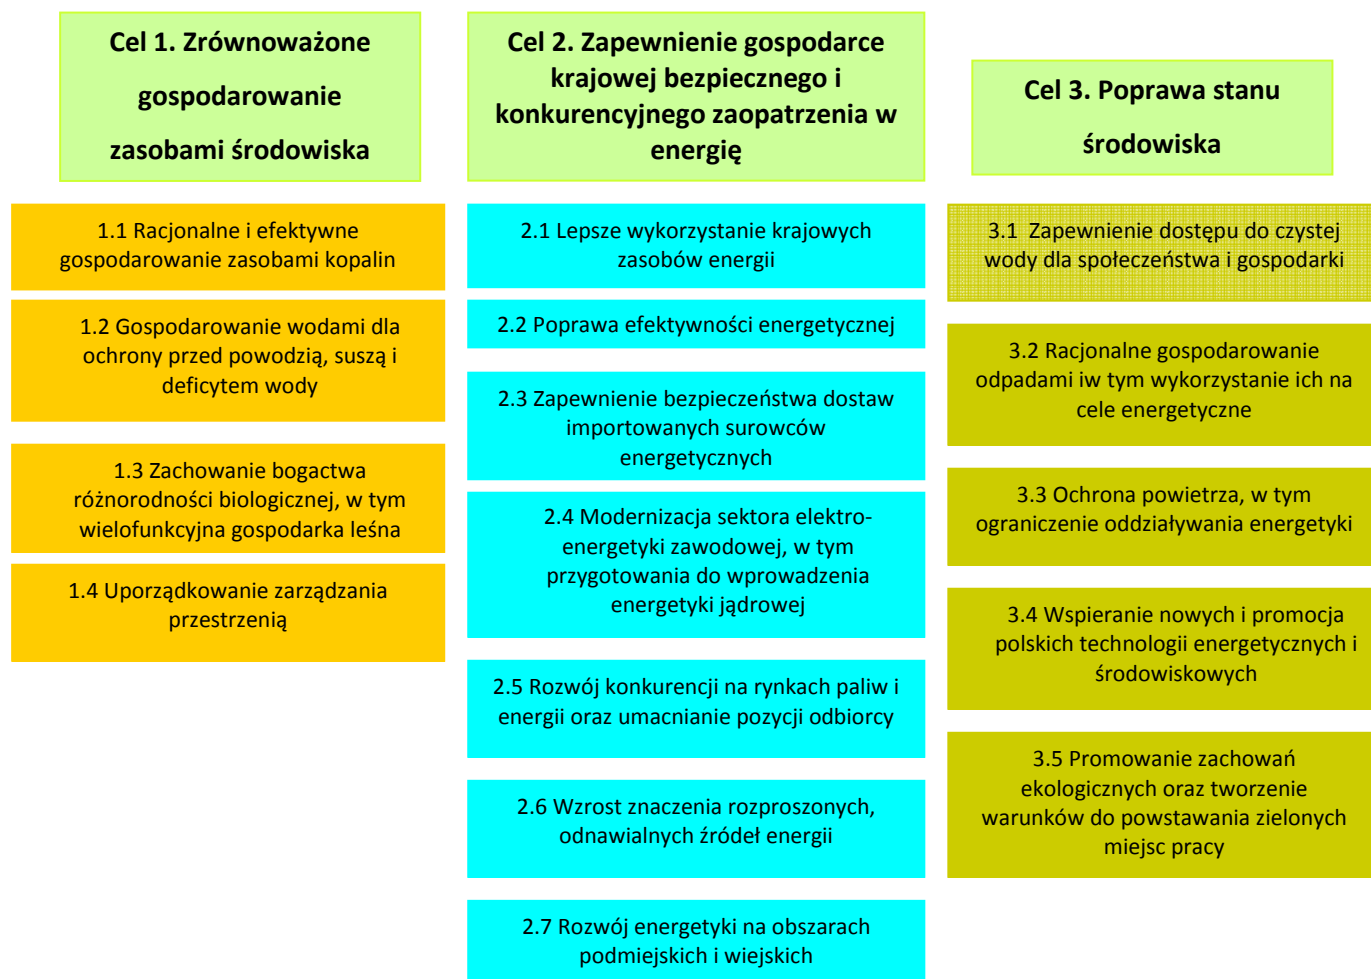 Cel 1. Zrównoważone
gospodarowanie
zasobami środowiska
1.1 Racjonalne i efektywne
gospodarowanie zasobami kopalin
1.2 Gospodarowanie wodami dla
ochrony przed powodzią, suszą i
deficytem wody
1.3 Zachowanie bogactwa
różnorodności biologicznej, w tym
wielofunkcyjna gospodarka leśna
1.4 Uporządkowanie zarządzania
przestrzenią
Cel 2. Zapewnienie gospodarce
krajowej bezpiecznego i
konkurencyjnego zaopatrzenia w
energię
2.1 Lepsze wykorzystanie krajowych
zasobów energii
2.2 Poprawa efektywności energetycznej
2.3 Zapewnienie bezpieczeństwa dostaw
importowanych surowców
energetycznych
2.4 Modernizacja sektora elektro-
energetyki zawodowej, w tym
przygotowania do wprowadzenia
energetyki jądrowej
2.5 Rozwój konkurencji na rynkach paliw i
energii oraz umacnianie pozycji odbiorcy
2.6 Wzrost znaczenia rozproszonych,
odnawialnych źródeł energii
2.7 Rozwój energetyki na obszarach
podmiejskich i wiejskich
Cel 3. Poprawa stanu
środowiska
3.1 Zapewnienie dostępu do czystej
wody dla społeczeństwa i gospodarki
3.2 Racjonalne gospodarowanie
odpadami iw tym wykorzystanie ich na
cele energetyczne
3.3 Ochrona powietrza, w tym
ograniczenie oddziaływania energetyki
3.4 Wspieranie nowych i promocja
polskich technologii energetycznych i
środowiskowych
3.5 Promowanie zachowań
ekologicznych oraz tworzenie
warunków do powstawania zielonych
miejsc pracy